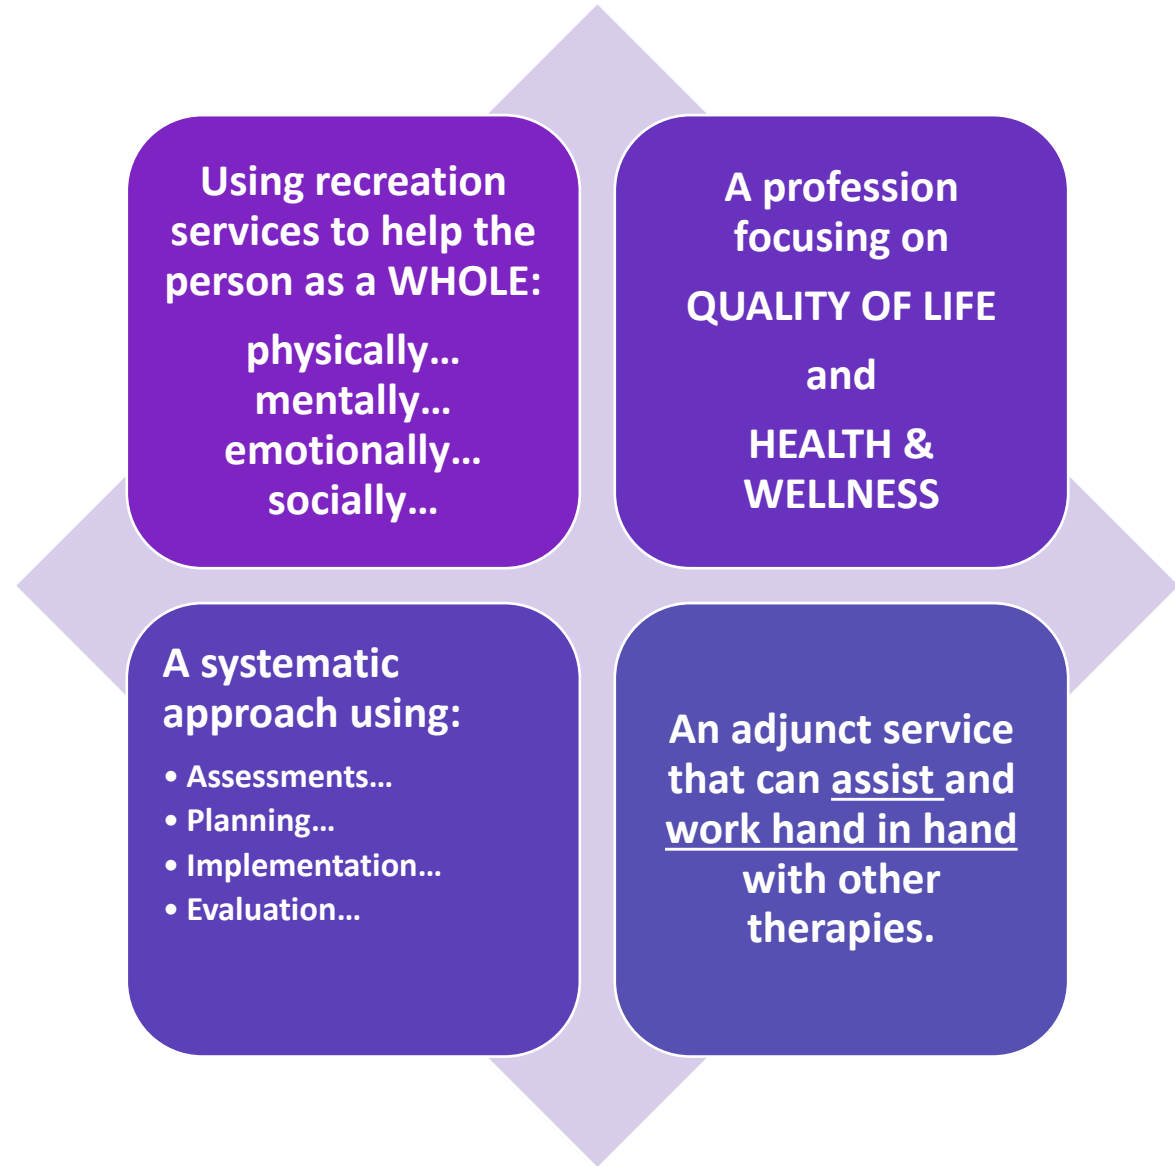 Using recreation
services to help the
person as a WHOLE:
physically…
mentally…
emotionally…
socially…
A profession
focusing on
QUALITY OF LIFE
and
HEALTH &
WELLNESS
A systematic
approach using:
• Assessments…
• Planning…
• Implementation…
• Evaluation…
An adjunct service
that can assist and
work hand in hand
with other
therapies.